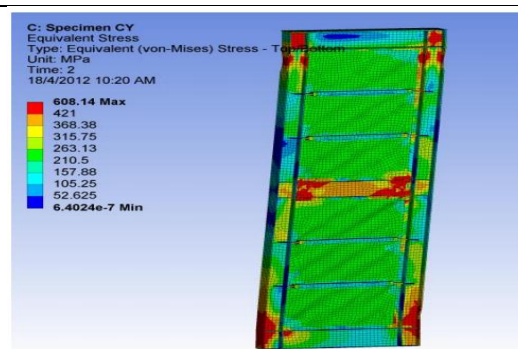 C: Specimen CY
Equivalent Stress
Type: Equivalent (von-Mises) Stress - Top/Bottom
Unit: MPa
Time: 2
18/4/2012 10:20 AM
608.14 Max
421
368.38
315.75
263.13
210.5
157.88
105.25
52.625
6.4024e-7 Min